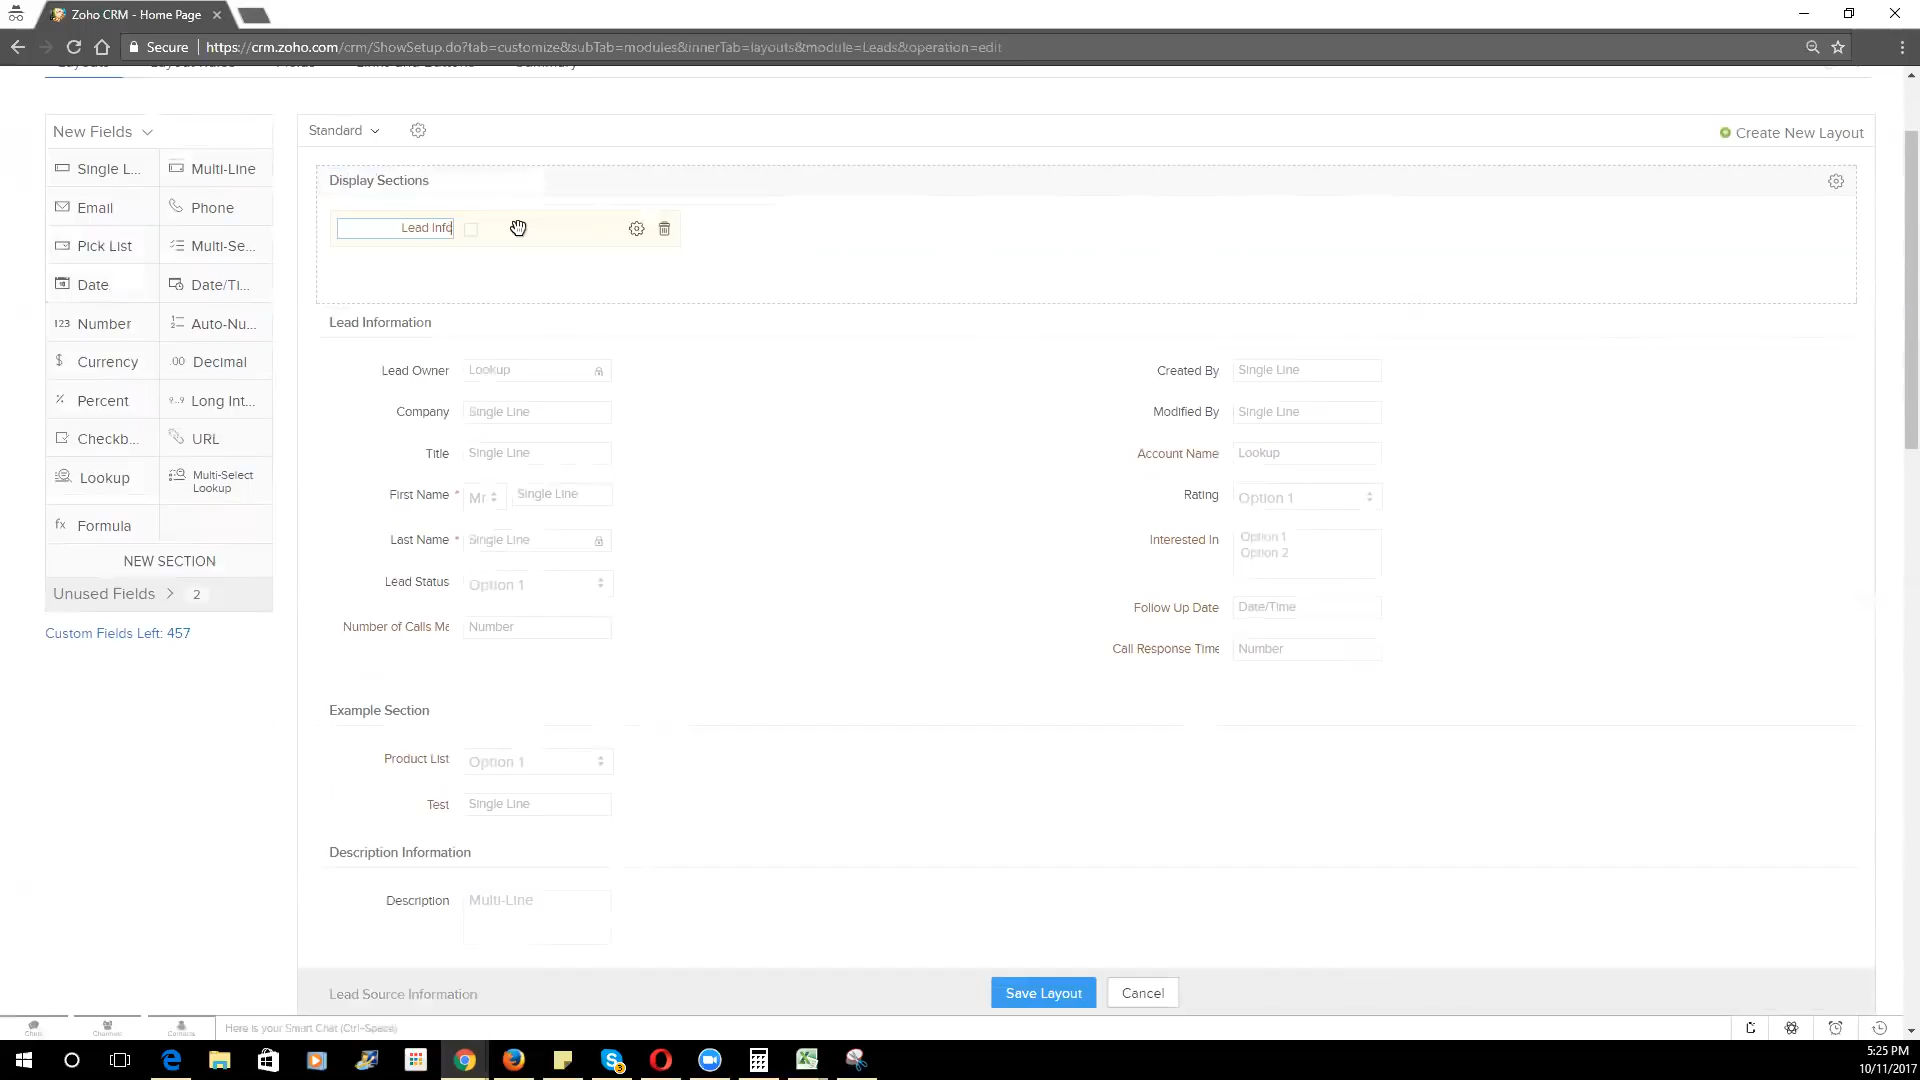 Zoho CRM - Home Page
Secure
https://crm.zoho.com/crm/ShowSetup.do?tab=customize&subTab=modules&innerTab=layouts&module=Leads&operation=edit
New Fields
Standard
Create New Layout
Single L...
Multi-Line
Display Sections
Email
Phone
Lead Info
Pick List
Multi-Se...
Date
Date/Ti...
Number
Auto-Nu...
Lead Information
Currency
Decimal
Lead Owner
Lookup
Created By
Single Line
Percent
Long Int...
Company
Single Line
Modified By
Single Line
Checkb...
URL
Title
Single Line
Account Name
Lookup
Lookup
Multi-Select
Lookup
First Name *
Mr
Single Line
Rating
Option 1
Formula
Last Name *
Single Line
Interested In
Option 1
Option 2
NEW SECTION
Lead Status
Option 1
Unused Fields
2
Follow Up Date
Date/Time
Custom Fields Left: 457
Number of Calls Ma
Number
Call Response Time
Number
Example Section
Product List
Option 1
Test
Single Line
Description Information
Description
Multi-Line
Lead Source Information
Save Layout
Cancel
Chats
Channels
Contacts
Here is your Smart Chat (Ctrl+Space)
5:25 PM
10/11/2017